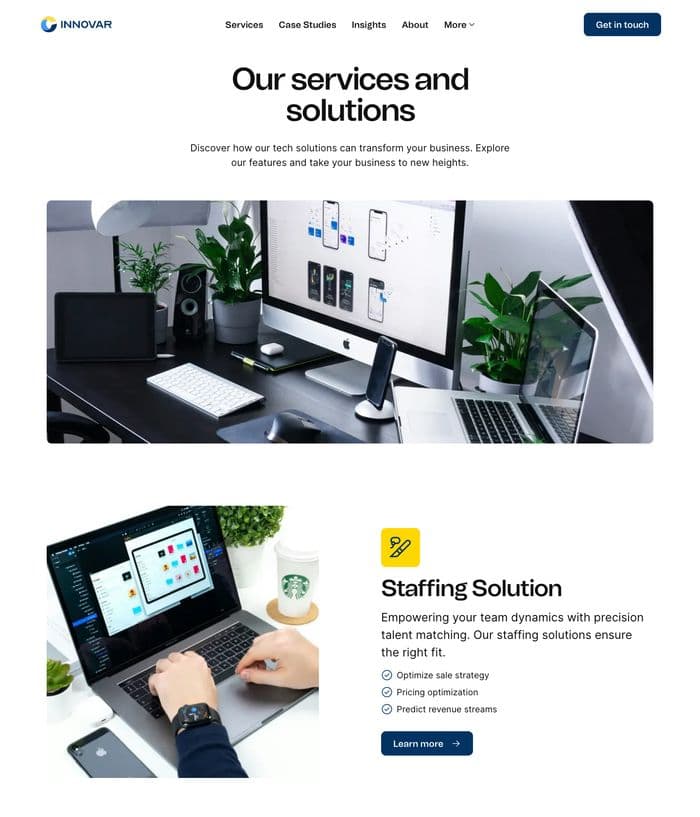 INNOVAR
Services Case Studies Insights About More
Get in touch
Our services and
solutions
Discover how our tech solutions can transform your business. Explore
our features and take your business to new heights.
Staffing Solution
Empowering your team dynamics with precision
talent matching. Our staffing solutions ensure
the right fit.
Optimize sale strategy
Pricing optimization
Predict revenue streams
Learn more